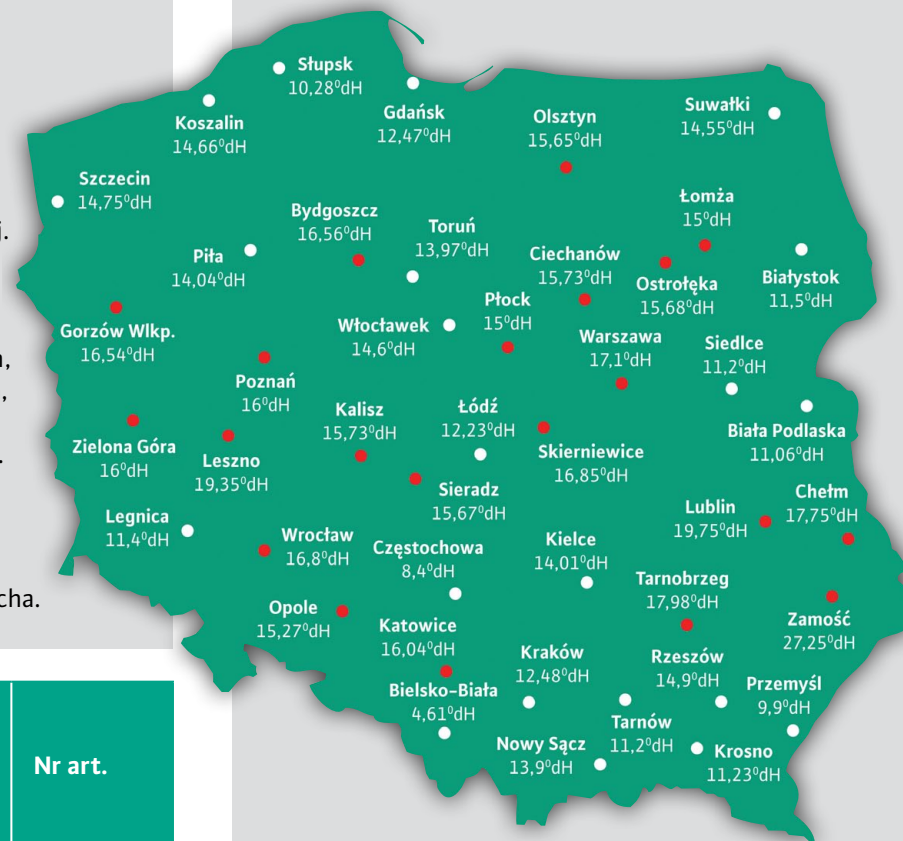 Słupsk
10,28⁰dH
Koszalin
14,66⁰dH
Gdańsk
12,47⁰dH
Olsztyn
15,65⁰dH
Suwałki
14,55⁰dH
Szczecin
14,75⁰dH
Bydgoszcz
16,56⁰dH
Toruń
13,97⁰dH
Łomża
15⁰dH
Piła
14,04⁰dH
Ciechanów
15,73⁰dH
Ostrołęka
15,68⁰dH
Białystok
11,5⁰dH
Gorzów Wlkp.
16,54⁰dH
Włocławek
14,6⁰dH
Płock
15⁰dH
Warszawa
17,1⁰dH
Siedlce
11,2⁰dH
Poznań
16⁰dH
Kalisz
15,73⁰dH
Łódź
12,23⁰dH
Skierniewice
16,85⁰dH
Biała Podlaska
11,06⁰dH
Zielona Góra
16⁰dH
Leszno
19,35⁰dH
Sieradz
15,67⁰dH
Lublin
19,75⁰dH
Chełm
17,75⁰dH
Legnica
11,4⁰dH
Wrocław
16,8⁰dH
Częstochowa
8,4⁰dH
Kielce
14,01⁰dH
Tarnobrzeg
17,98⁰dH
Zamość
27,25⁰dH
cha.
Opole
15,27⁰dH
Katowice
16,04⁰dH
Kraków
12,48⁰dH
Rzeszów
14,9⁰dH
Przemyśl
9,9⁰dH
Bielsko-Biała
4,61⁰dH
Nowy Sącz
13,9⁰dH
Tarnów
11,2⁰dH
Krosno
11,23⁰dH
Nr art.